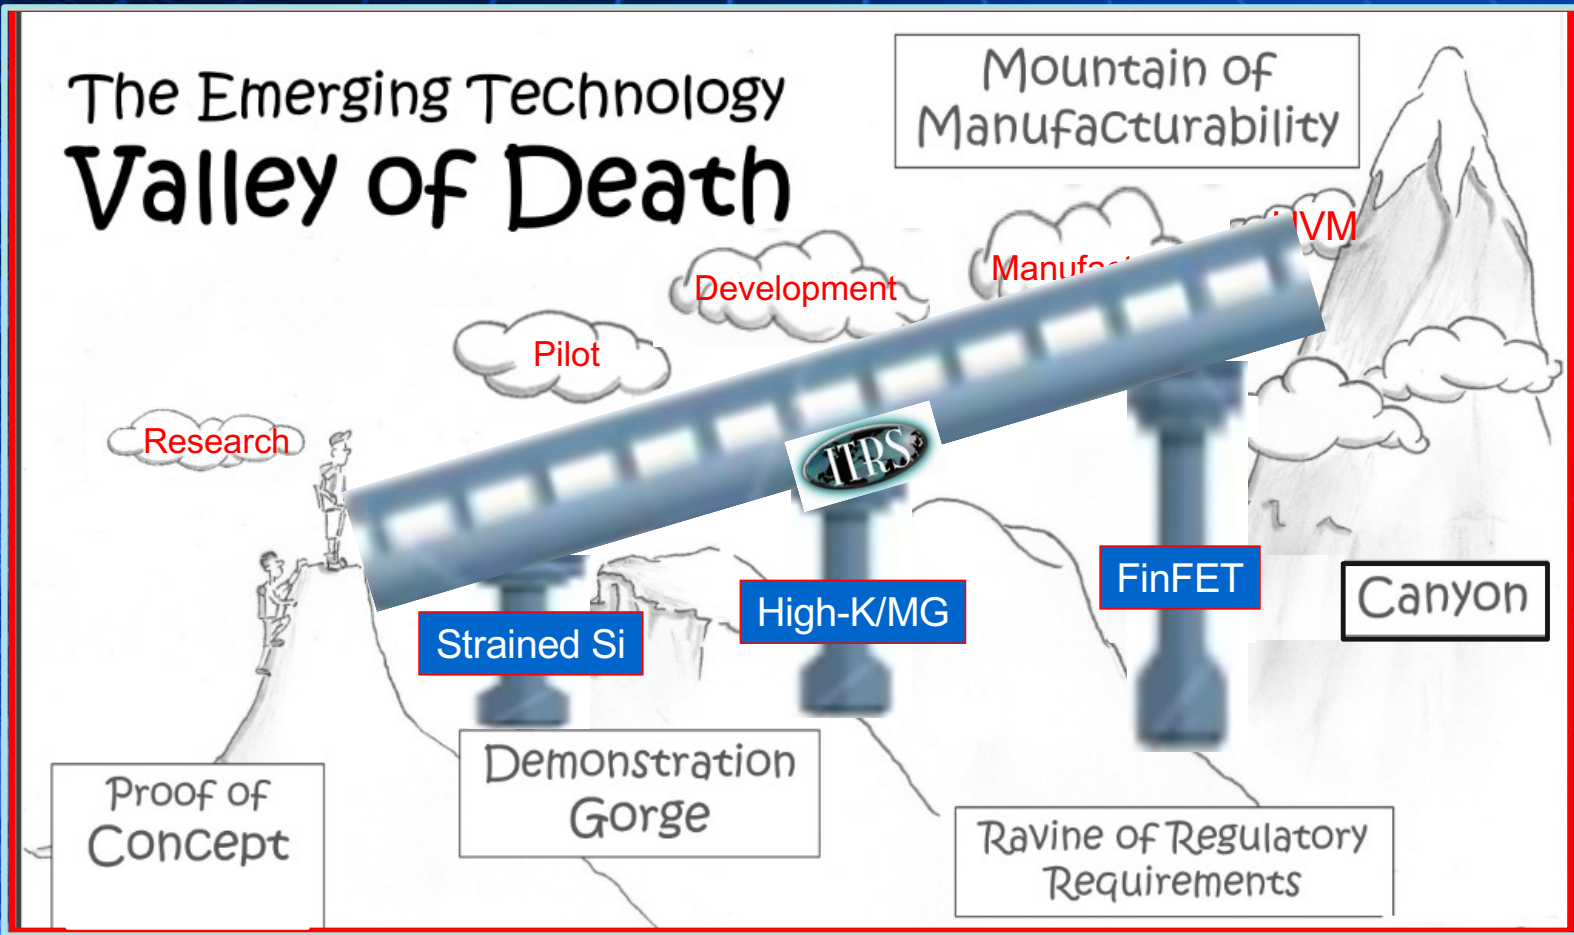 The Emerging Technology
Valley of Death
Mountain of
Manufacturability
Development
Pilot
Research
ITRS
Strained Si
High-K/MG
FinFET
Canyon
Proof of
Concept
Demonstration
Gorge
Ravine of Regulatory
Requirements